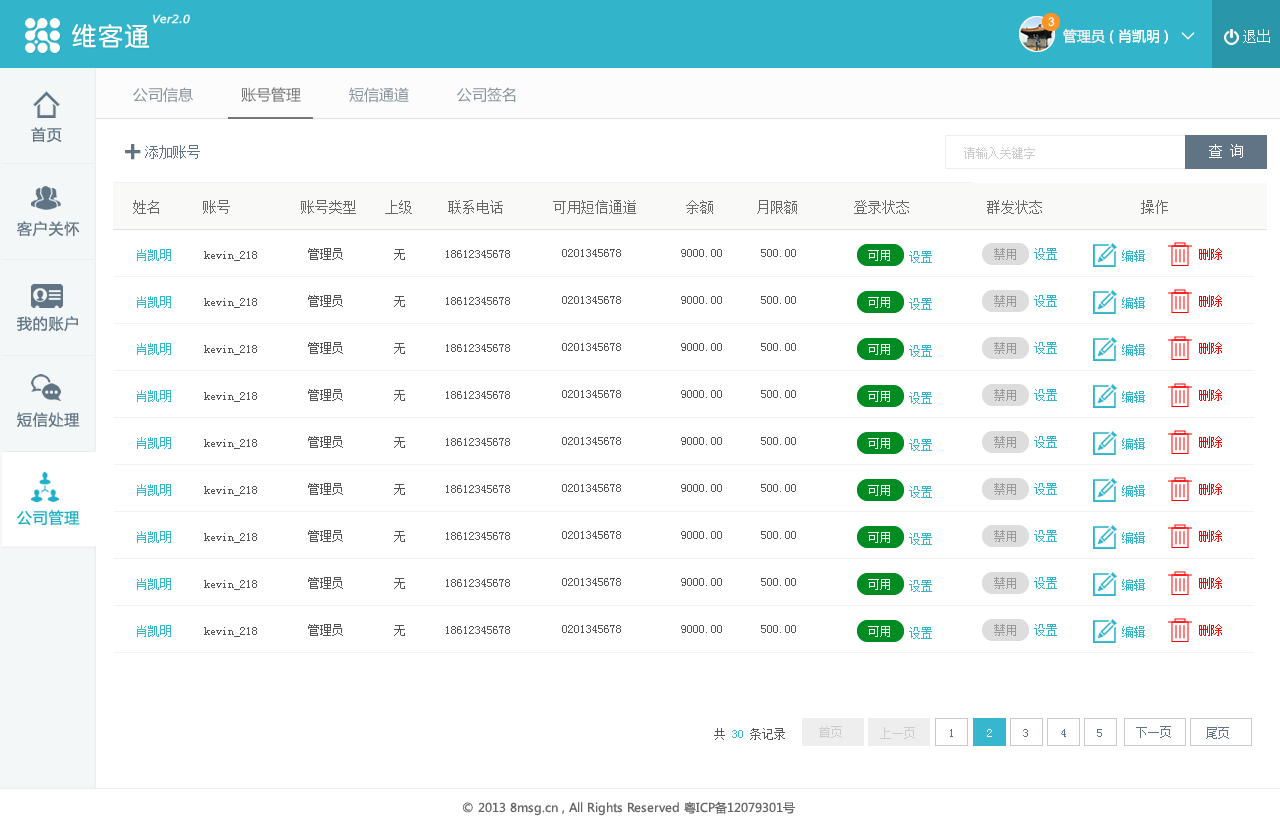 维客通 Ver2.0
3
管理员 ( 肖凯明 )
退出
公司信息 账号管理 短信通道 公司签名
首页
客户关怀
我的账户
短信处理
公司管理
添加账号
请输入关键字
查 询
姓名 账号 账号类型 上级 联系电话 可用短信通道 余额 月限额 登录状态 群发状态 操作
肖凯明 kevin_218 管理员 无 18612345678 0201345678 9000.00 500.00 可用 设置 禁用 设置 编辑 删除
肖凯明 kevin_218 管理员 无 18612345678 0201345678 9000.00 500.00 可用 设置 禁用 设置 编辑 删除
肖凯明 kevin_218 管理员 无 18612345678 0201345678 9000.00 500.00 可用 设置 禁用 设置 编辑 删除
肖凯明 kevin_218 管理员 无 18612345678 0201345678 9000.00 500.00 可用 设置 禁用 设置 编辑 删除
肖凯明 kevin_218 管理员 无 18612345678 0201345678 9000.00 500.00 可用 设置 禁用 设置 编辑 删除
肖凯明 kevin_218 管理员 无 18612345678 0201345678 9000.00 500.00 可用 设置 禁用 设置 编辑 删除
肖凯明 kevin_218 管理员 无 18612345678 0201345678 9000.00 500.00 可用 设置 禁用 设置 编辑 删除
肖凯明 kevin_218 管理员 无 18612345678 0201345678 9000.00 500.00 可用 设置 禁用 设置 编辑 删除
肖凯明 kevin_218 管理员 无 18612345678 0201345678 9000.00 500.00 可用 设置 禁用 设置 编辑 删除
共 30 条记录 首页 上一页 1 2 3 4 5 下一页 尾页
© 2013 8msg.cn , All Rights Reserved 粤ICP备12079301号